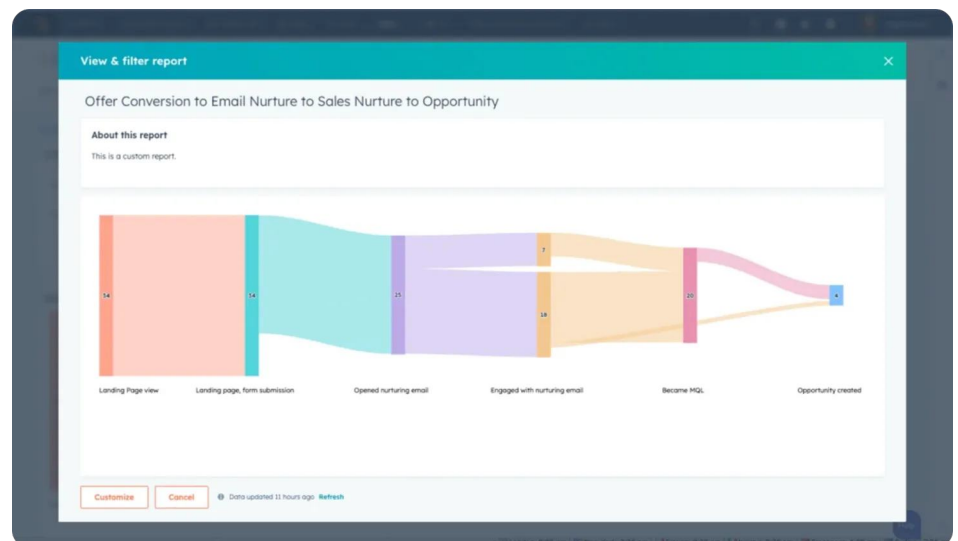 View & filter report
Offer Conversion to Email Nurture to Sales Nurture to Opportunity
About this report
This is a custom report.
7
54
54
25
20
4
18
Landing Page view
Landing page, form submission
Opened nurturing email
Engaged with nurturing email
Became MQL
Opportunity created
Customize
Cancel
Data updated 11 hours ago
Refresh